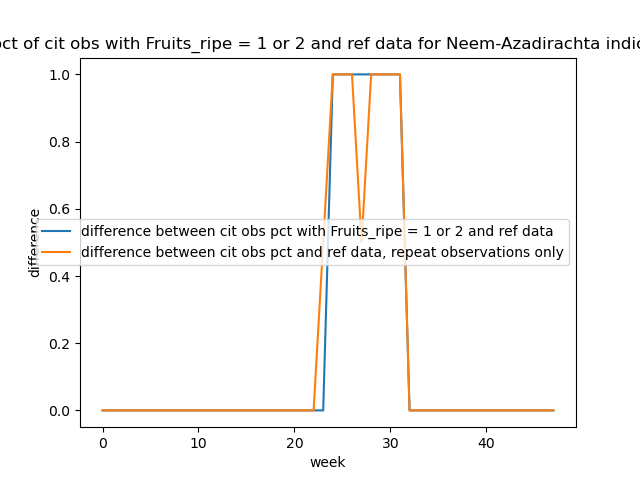 of cit obs with Fruits_ripe = 1 or 2 and ref data for Neem-Azadirachta
1.0
0.8
0.6
0.4
0.2
0.0
difference
difference between cit obs pct with Fruits_ripe = 1 or 2 and ref data
difference between cit obs pct and ref data, repeat observations only
0 10 20 30 40
week